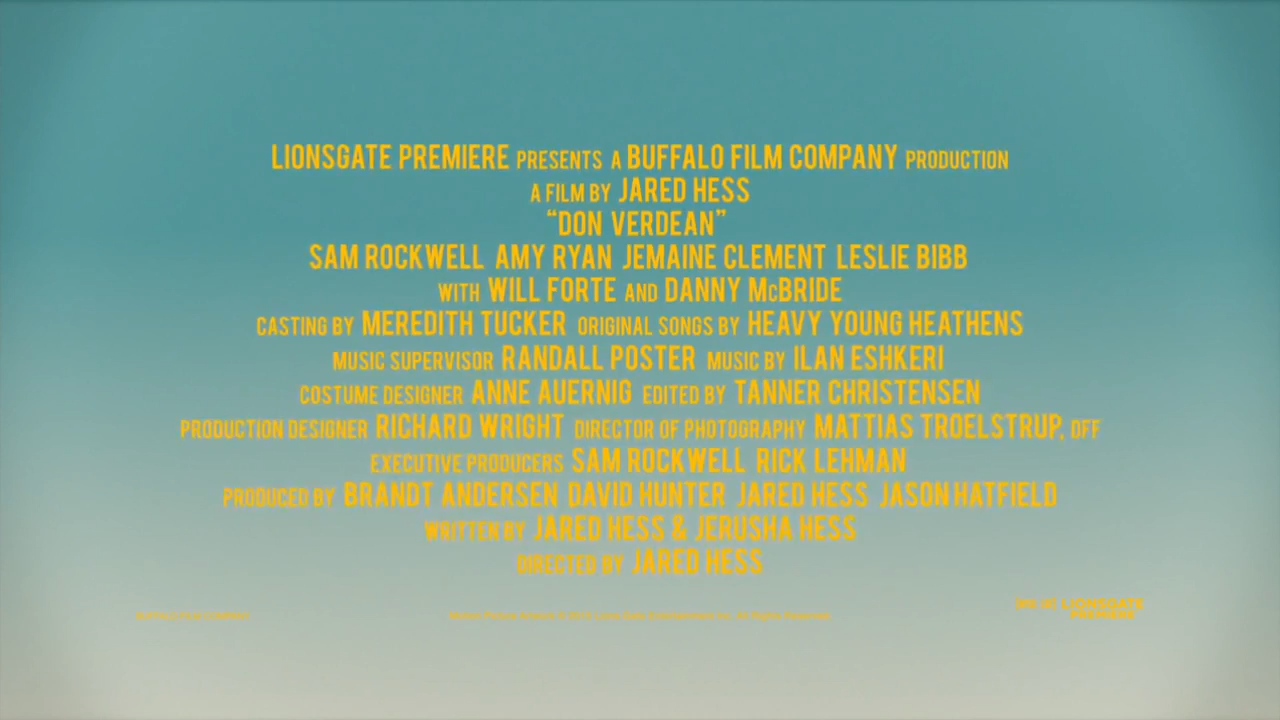 LIONSGATE PREMIERE PRESENTS A BUFFALO FILM COMPANY PRODUCTION
A FILM BY JARED HESS
“DON VERDEAN”
SAM ROCKWELL AMY RYAN JEMAINE CLEMENT LESLIE BIBB
WITH WILL FORTE AND DANNY McBRIDE
CASTING BY MEREDITH TUCKER ORIGINAL SONGS BY HEAVY YOUNG HEATHENS
MUSIC SUPERVISOR RANDALL POSTER MUSIC BY ILAN ESHKERI
COSTUME DESIGNER ANNE AUERNIG EDITED BY TANNER CHRISTENSEN
PRODUCTION DESIGNER RICHARD WRIGHT DIRECTOR OF PHOTOGRAPHY MATTIAS TROELSTRUP, DFF
EXECUTIVE PRODUCERS SAM ROCKWELL RICK LEHMAN
PRODUCED BY BRANDT ANDERSEN DAVID HUNTER JARED HESS JASON HATFIELD
WRITTEN BY JARED HESS & JERUSHA HESS
DIRECTED BY JARED HESS
BUFFALO FILM COMPANY
LIONSGATE
PREMIERE